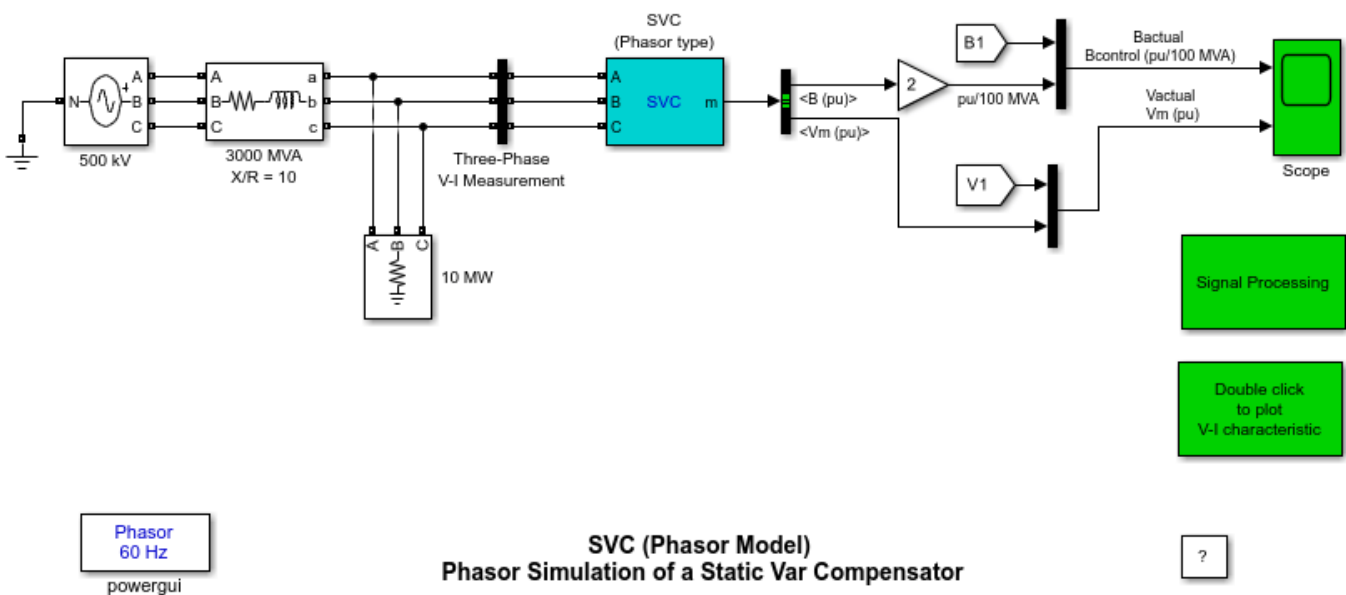 SVC
(Phasor type)
N
A
B
C
500 kV
A
B
C
a
b
c
3000 MVA
X/R = 10
Three-Phase
V-I Measurement
A
B
C
SVC
m
<B (pu)>
<Vm (pu)>
2
pu/100 MVA
B1
V1
Bactual
Bcontrol (pu/100 MVA)
Vactual
Vm (pu)
Scope
A
B
C
10 MW
Signal Processing
Double click
to plot
V-I characteristic
Phasor
60 Hz
powergui
SVC (Phasor Model)
Phasor Simulation of a Static Var Compensator
?